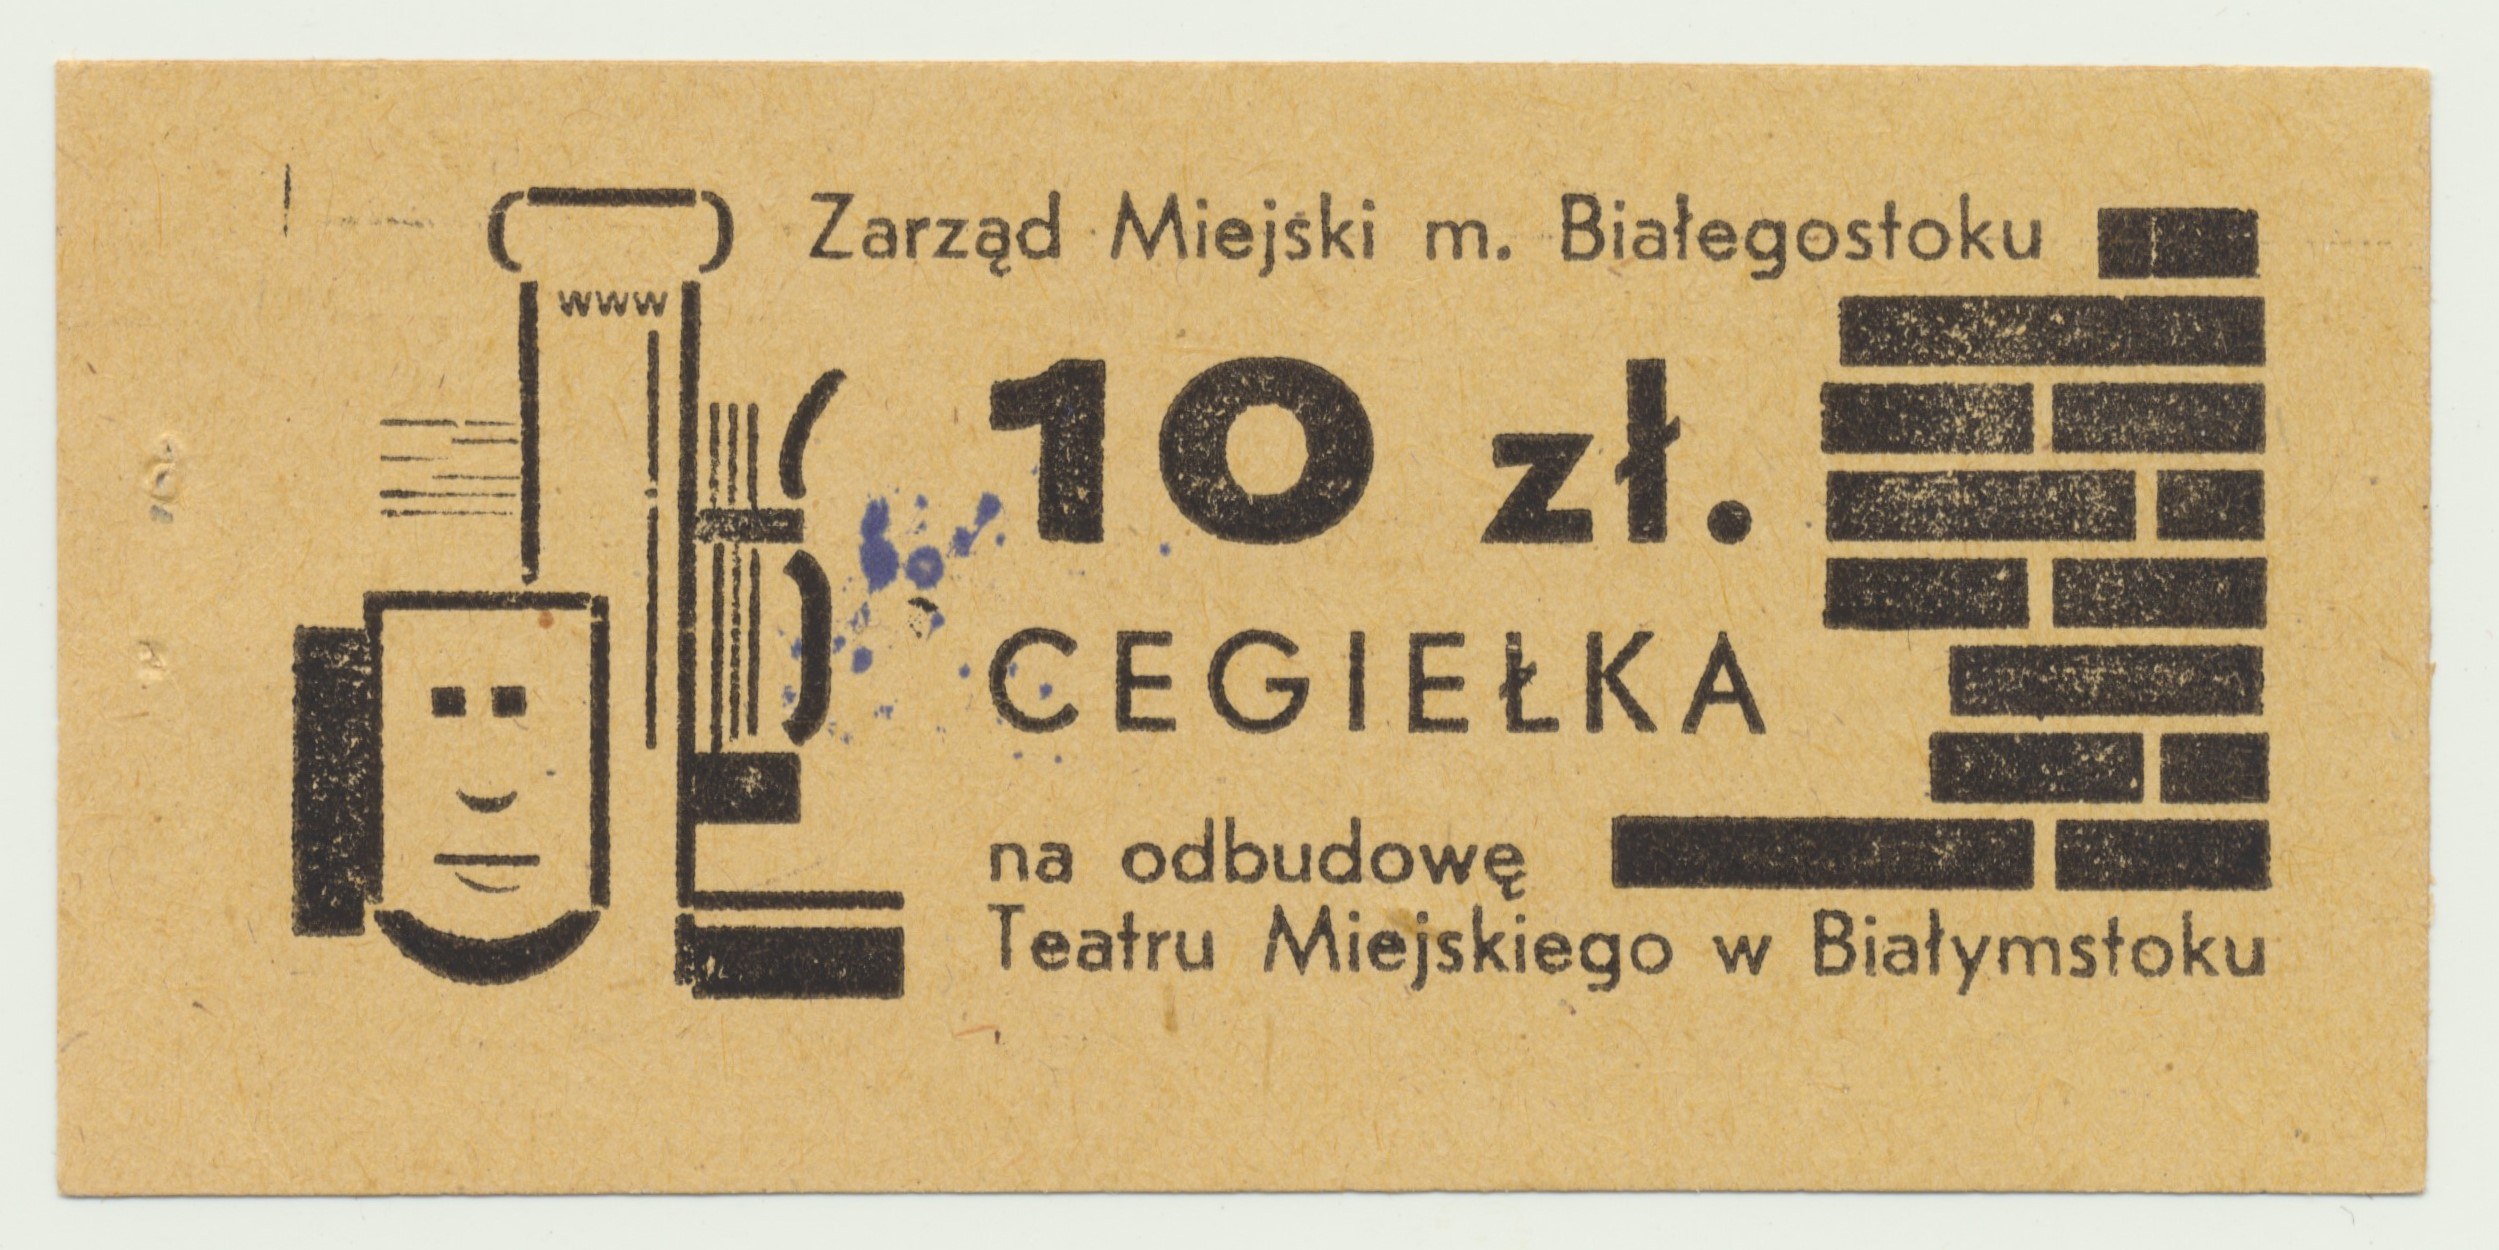 Zarząd Miejski m. Białegostoku
www
10 zł.
CEGIEŁKA
na odbudowę
Teatru Miejskiego w Białymstoku